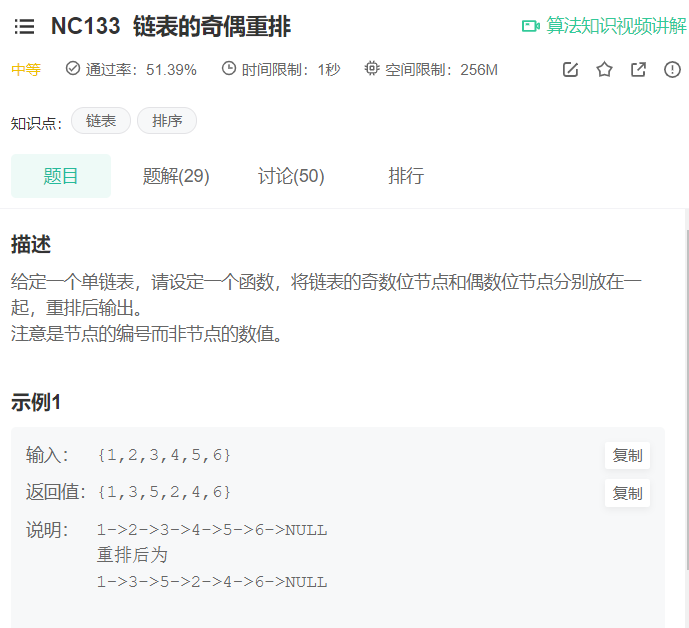 NC133 链表的奇偶重排
算法知识视频讲解
中等 通过率：51.39% 时间限制：1秒 空间限制：256M
知识点： 链表 排序
题目 题解(29) 讨论(50) 排行
描述
给定一个单链表，请设定一个函数，将链表的奇数位节点和偶数位节点分别放在一
起，重排后输出。
注意是节点的编号而非节点的数值。
示例1
输入： {1,2,3,4,5,6} 复制
返回值： {1,3,5,2,4,6} 复制
说明： 1->2->3->4->5->6->NULL
重排后为
1->3->5->2->4->6->NULL